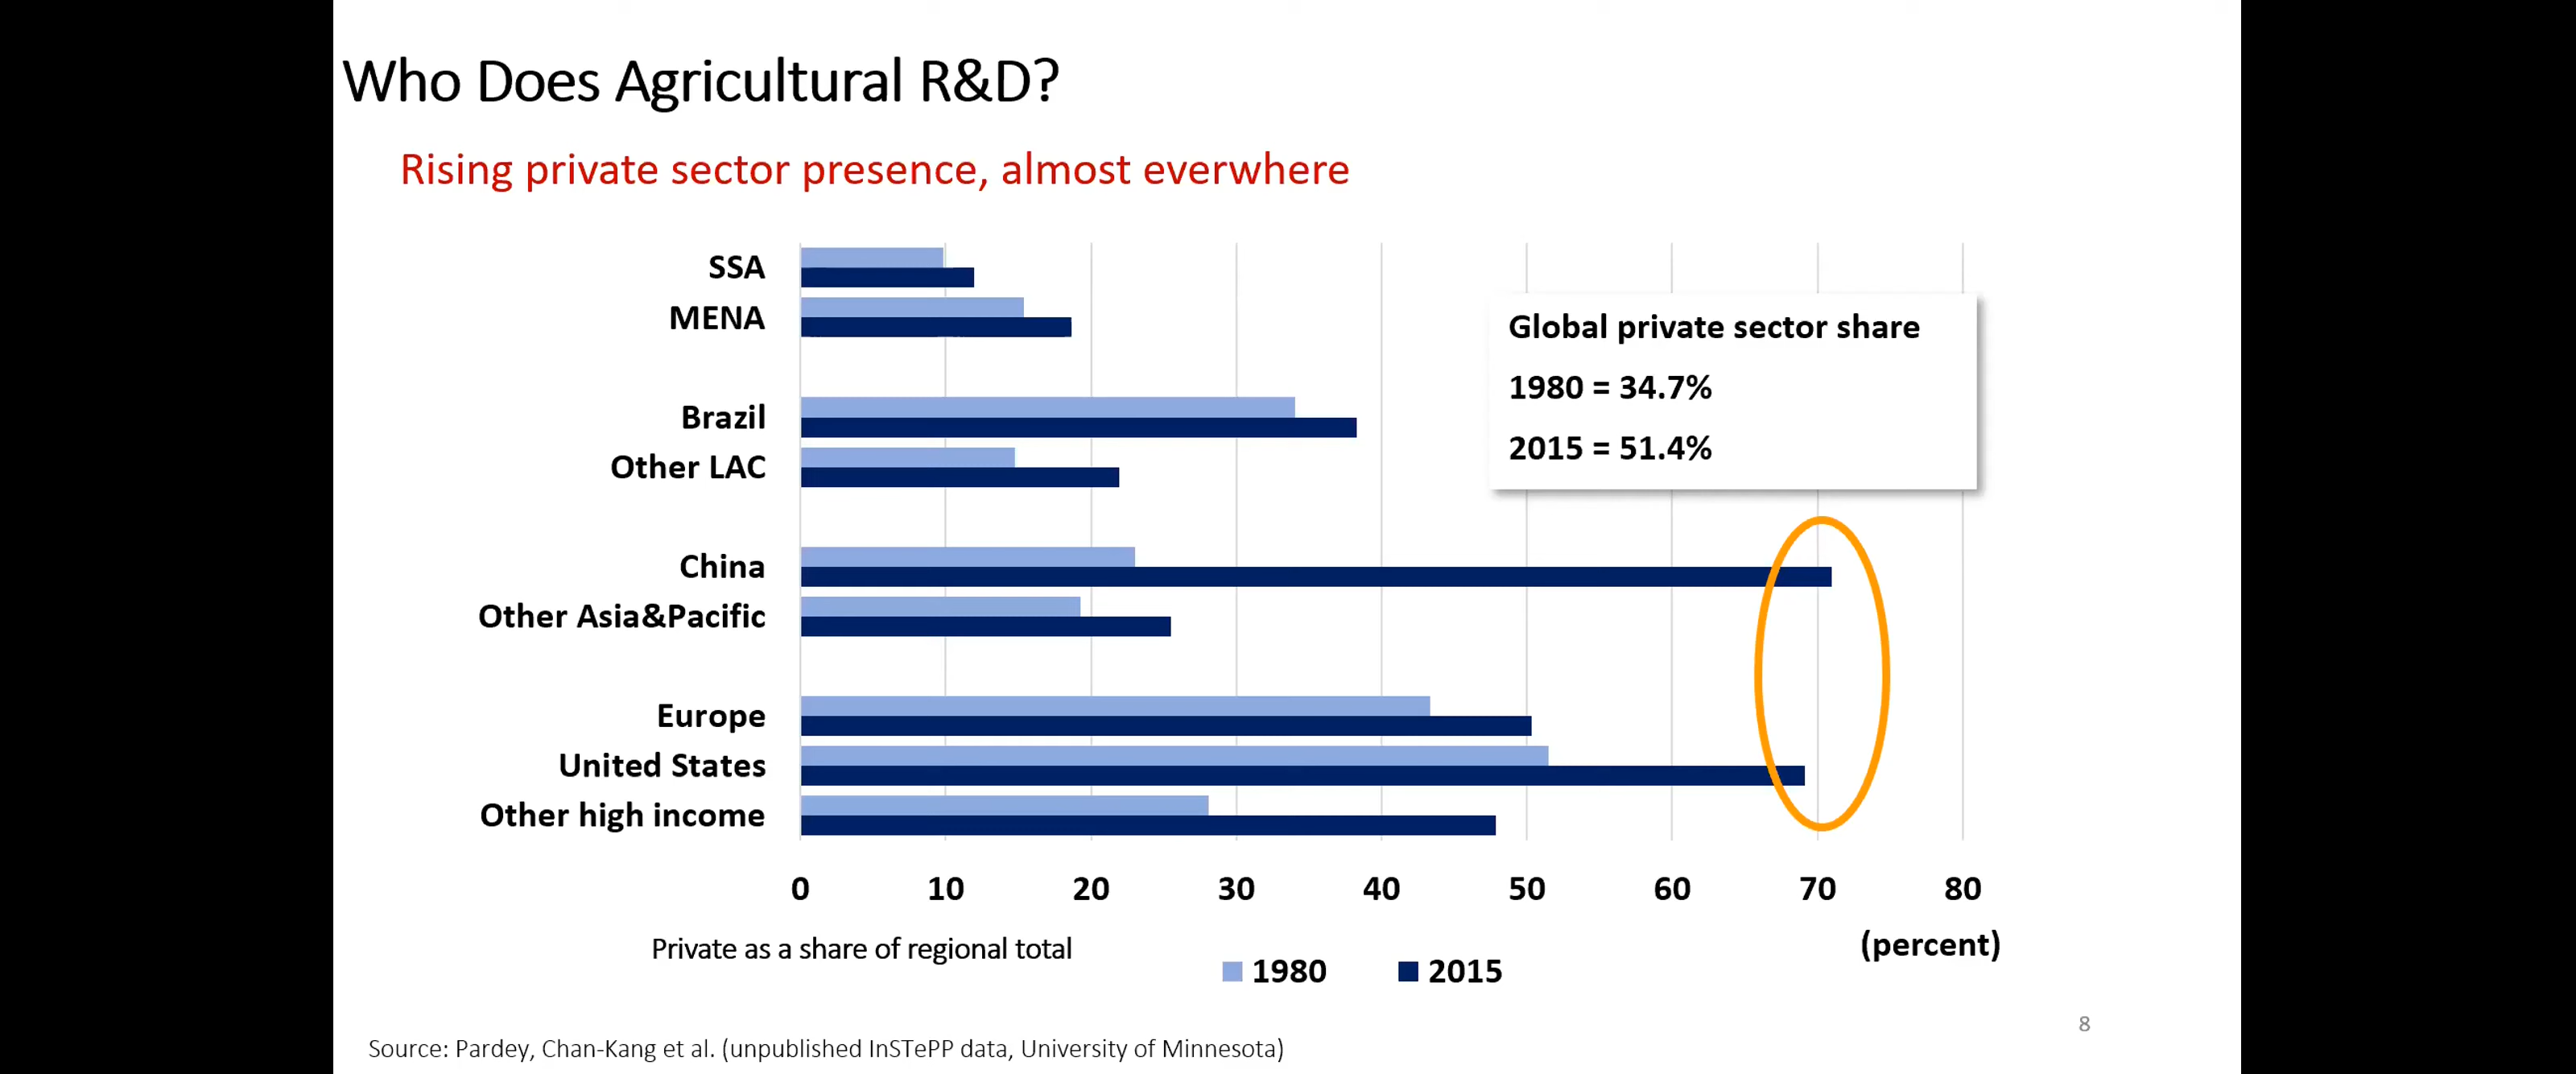 Who Does Agricultural R&D?
Rising private sector presence, almost everwhere
SSA
MENA
Brazil
Other LAC
China
Other Asia&Pacific
Europe
United States
Other high income
Global private sector share
1980 = 34.7%
2015 = 51.4%
0 10 20 30 40 50 60 70 80
Private as a share of regional total
(percent)
1980 2015
8
Source: Pardey, Chan-Kang et al. (unpublished InSTePP data, University of Minnesota)